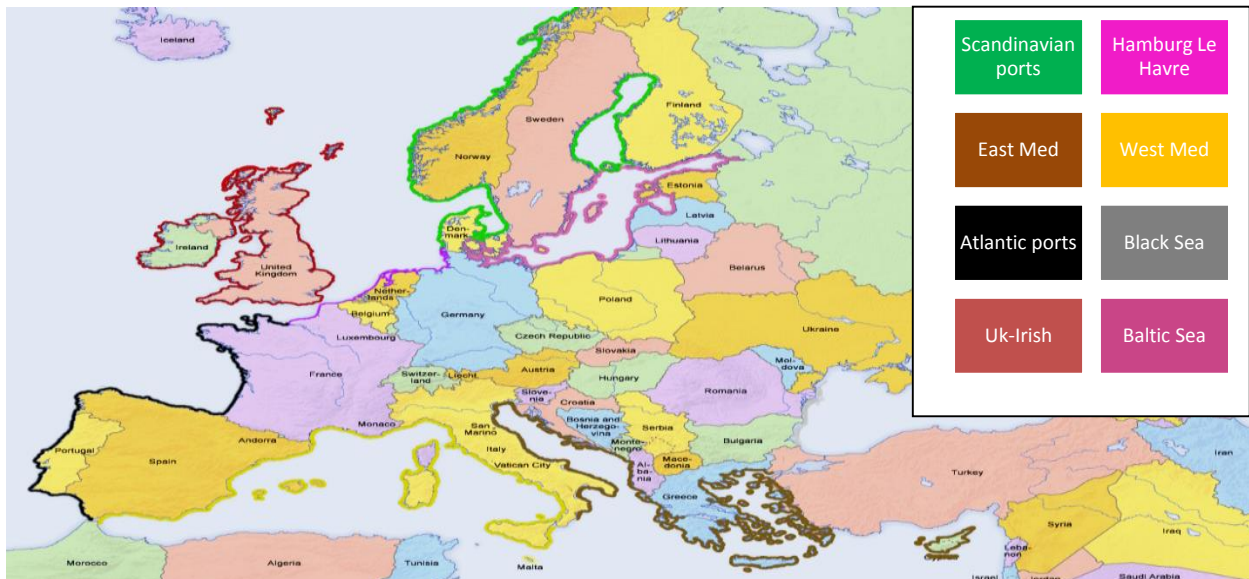 Iceland
Scandinavian
ports
Hamburg Le
Havre
Finland
Sweden
Norway
East Med
West Med
Estonia
Den-
mark
Latvia
Lithuania
Ireland
Atlantic ports
Black Sea
United
Kingdom
Belarus
Nether-
lands
Poland
Belgium
Germany
Ukraine
Uk-Irish
Baltic Sea
Luxembourg
Czech Republic
Slovakia
Mol-
dova
France
Switzer-
land
Liecht.
Austria
Hungary
Romania
Slove-
nia
Croatia
Monaco
San
Marino
Bosnia and
Herzego-
vina
Serbia
Andorra
Italy
Monte-
negro
Bulgaria
Portugal
Spain
Vatican City
Al-
ba-
nia
Mace-
donia
Iran
Turkey
Greece
Syria
Iraq
Cyprus
Leba-
non
Morocco
Algeria
Tunisia
Malta
Israel
Jordan
Saudi Arabia